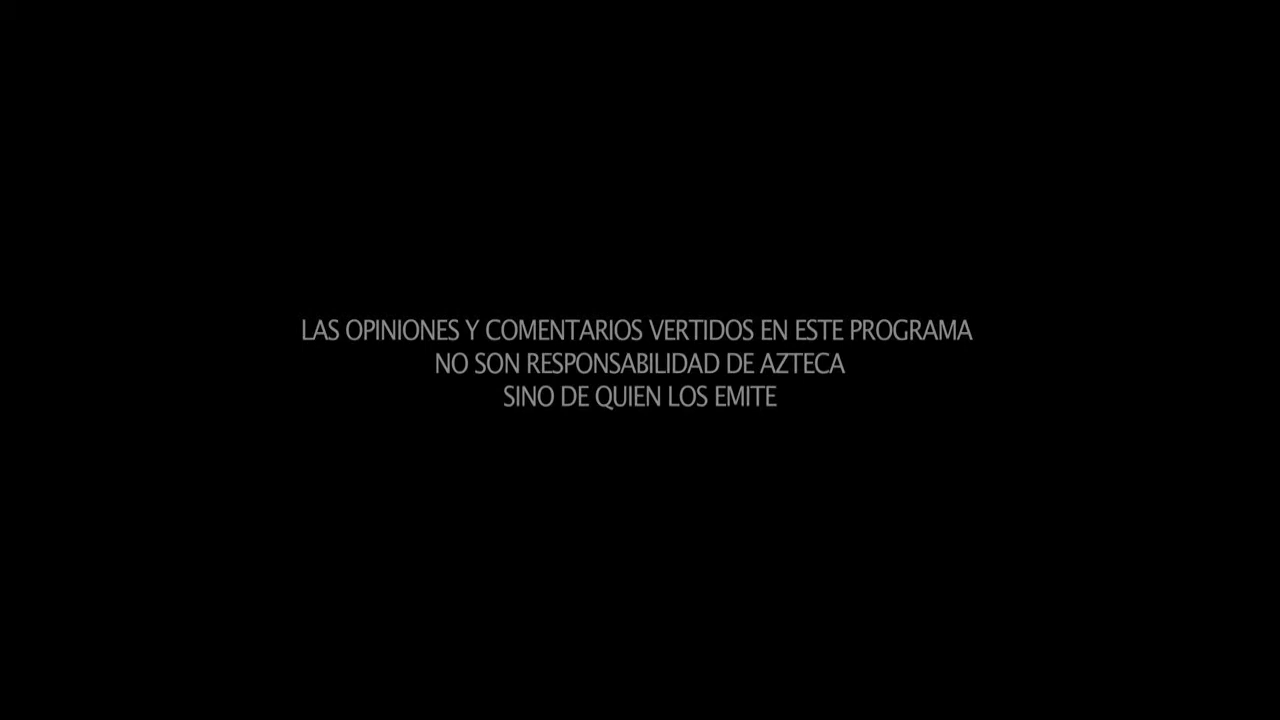 LAS OPINIONES Y COMENTARIOS VERTIDOS EN ESTE PROGRAMA
NO SON RESPONSABILIDAD DE AZTECA
SINO DE QUIEN LOS EMITE